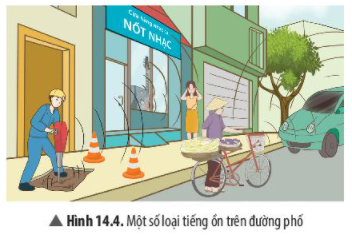 Cửa hàng nhạc cụ
NỐT NHẠC
▲ Hình 14.4. Một số loại tiếng ồn trên đường phố